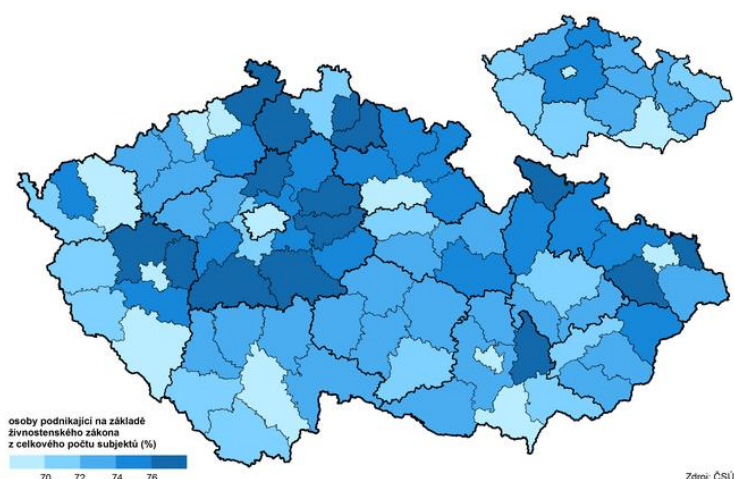 osoby podnikající na základě
živnostenského zákona
z celkového počtu subjektů (%)
70 72 74 76
Zdroj: ČSÚ